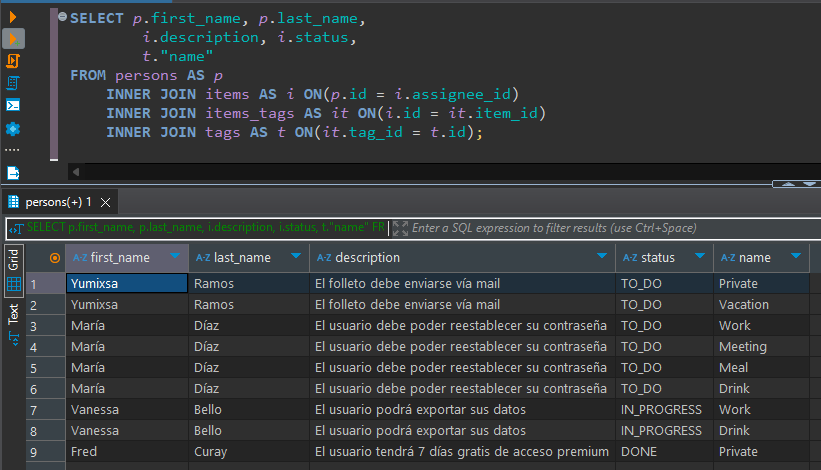 SELECT p.first_name, p.last_name,
i.description, i.status,
t."name"
FROM persons AS p
INNER JOIN items AS i ON(p.id = i.assignee_id)
INNER JOIN items_tags AS it ON(i.id = it.item_id)
INNER JOIN tags AS t ON(it.tag_id = t.id);
persons(+) 1
SELECT p.first_name, p.last_name, i.description, i.status, t."name" FR Enter a SQL expression to filter results (use Ctrl+Space)
Grid
Text
A-Z first_name A-Z last_name A-Z description A-Z status A-Z name
1 Yumixsa Ramos El folleto debe enviarse vía mail TO_DO Private
2 Yumixsa Ramos El folleto debe enviarse vía mail TO_DO Vacation
3 María Díaz El usuario debe poder reestablecer su contraseña TO_DO Work
4 María Díaz El usuario debe poder reestablecer su contraseña TO_DO Meeting
5 María Díaz El usuario debe poder reestablecer su contraseña TO_DO Meal
6 María Díaz El usuario debe poder reestablecer su contraseña TO_DO Drink
7 Vanessa Bello El usuario podrá exportar sus datos IN_PROGRESS Work
8 Vanessa Bello El usuario podrá exportar sus datos IN_PROGRESS Drink
9 Fred Curay El usuario tendrá 7 días gratis de acceso premium DONE Private